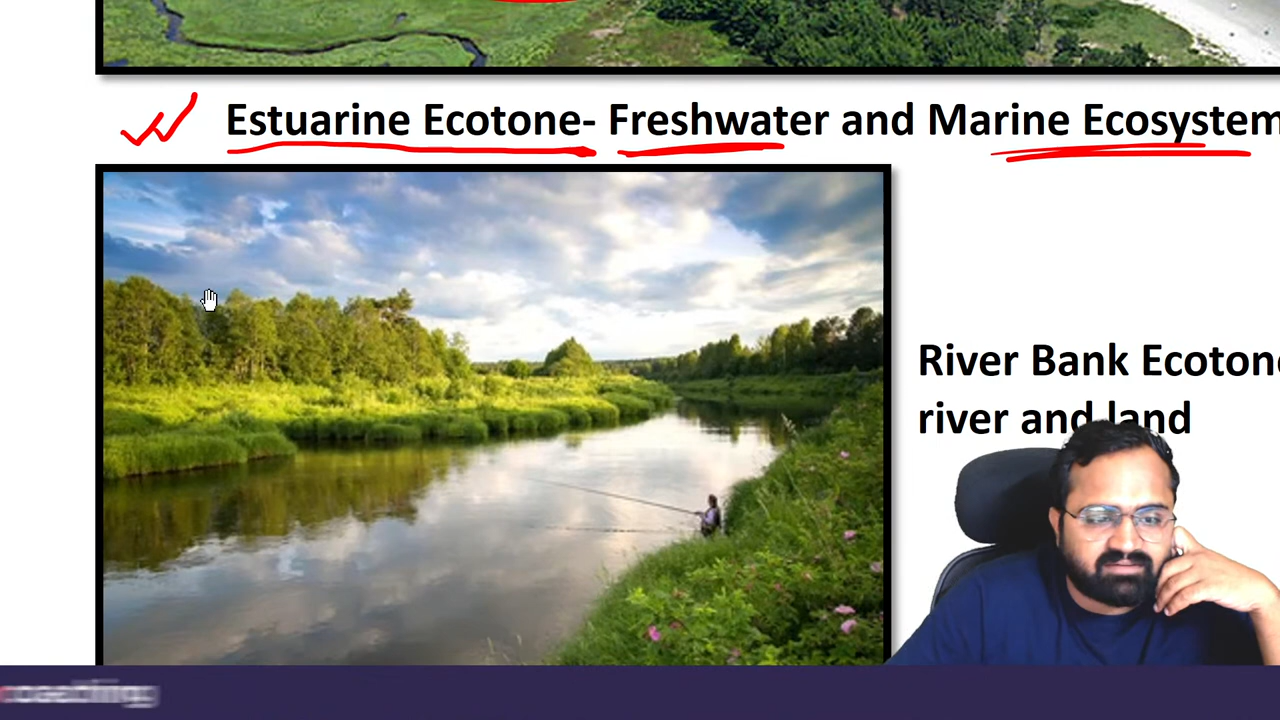 Estuarine Ecotone- Freshwater and Marine Ecosystem
River Bank Ecotone
river and land